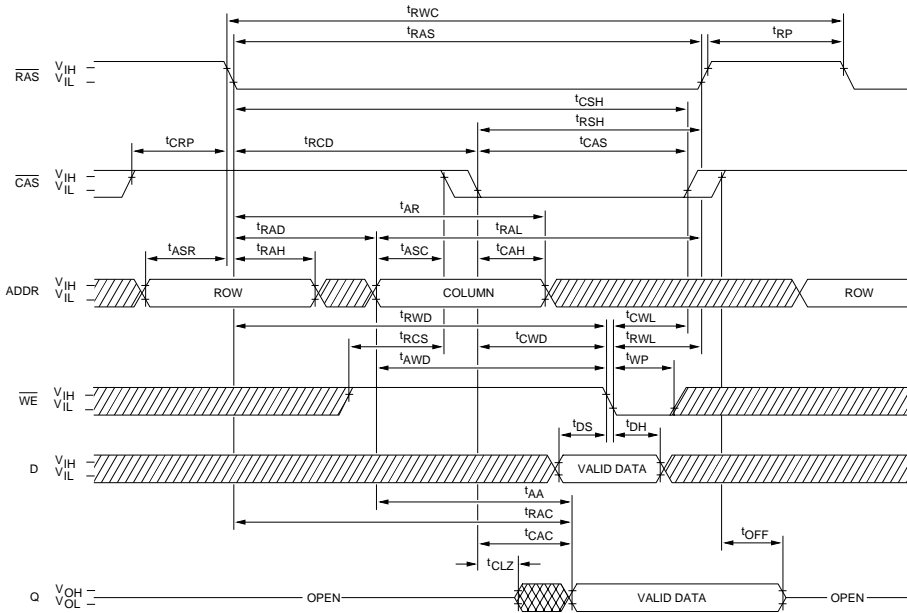 tRWC
tRAS
tRP
RAS
VIH
VIL
tCSH
tRSH
tCRP
tRCD
tCAS
CAS
VIH
VIL
tAR
tRAD
tRAL
tASR
tRAH
tASC
tCAH
ADDR
VIH
VIL
ROW
COLUMN
ROW
tRWD
tCWL
tRCS
tCWD
tRWL
tAWD
tWP
WE
VIH
VIL
tDS
tDH
D
VIH
VIL
VALID DATA
tAA
tRAC
tCAC
tOFF
tCLZ
Q
VOH
VOL
OPEN
VALID DATA
OPEN